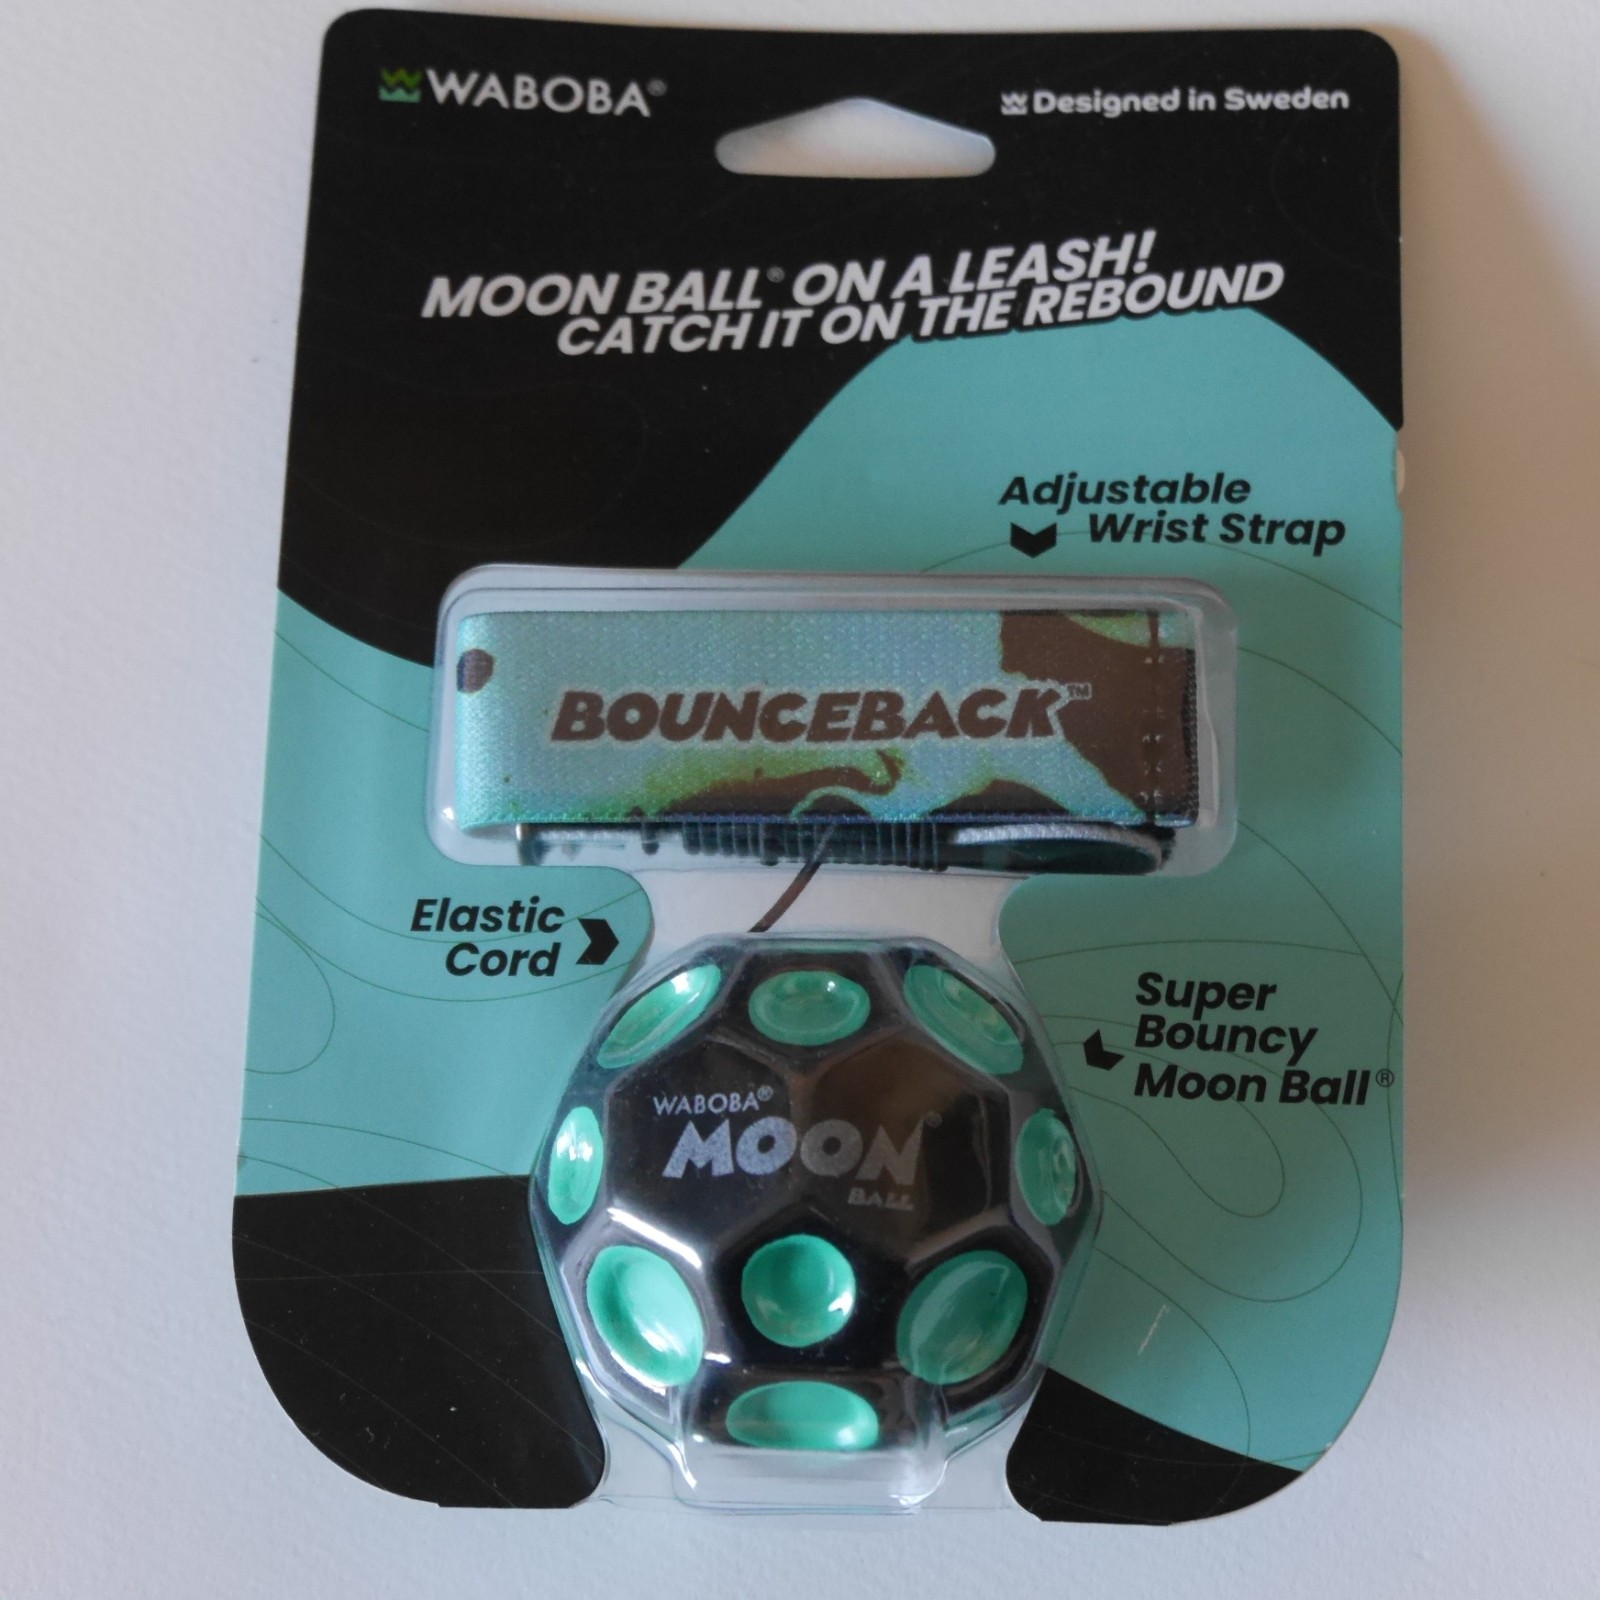 WABOBA®
Designed in Sweden
MOON BALL® ON A LEASH!
CATCH IT ON THE REBOUND
Adjustable
Wrist Strap
BOUNCEBACK™
Elastic
Cord
Super
Bouncy
Moon Ball®
WABOBA®
MOON®
BALL